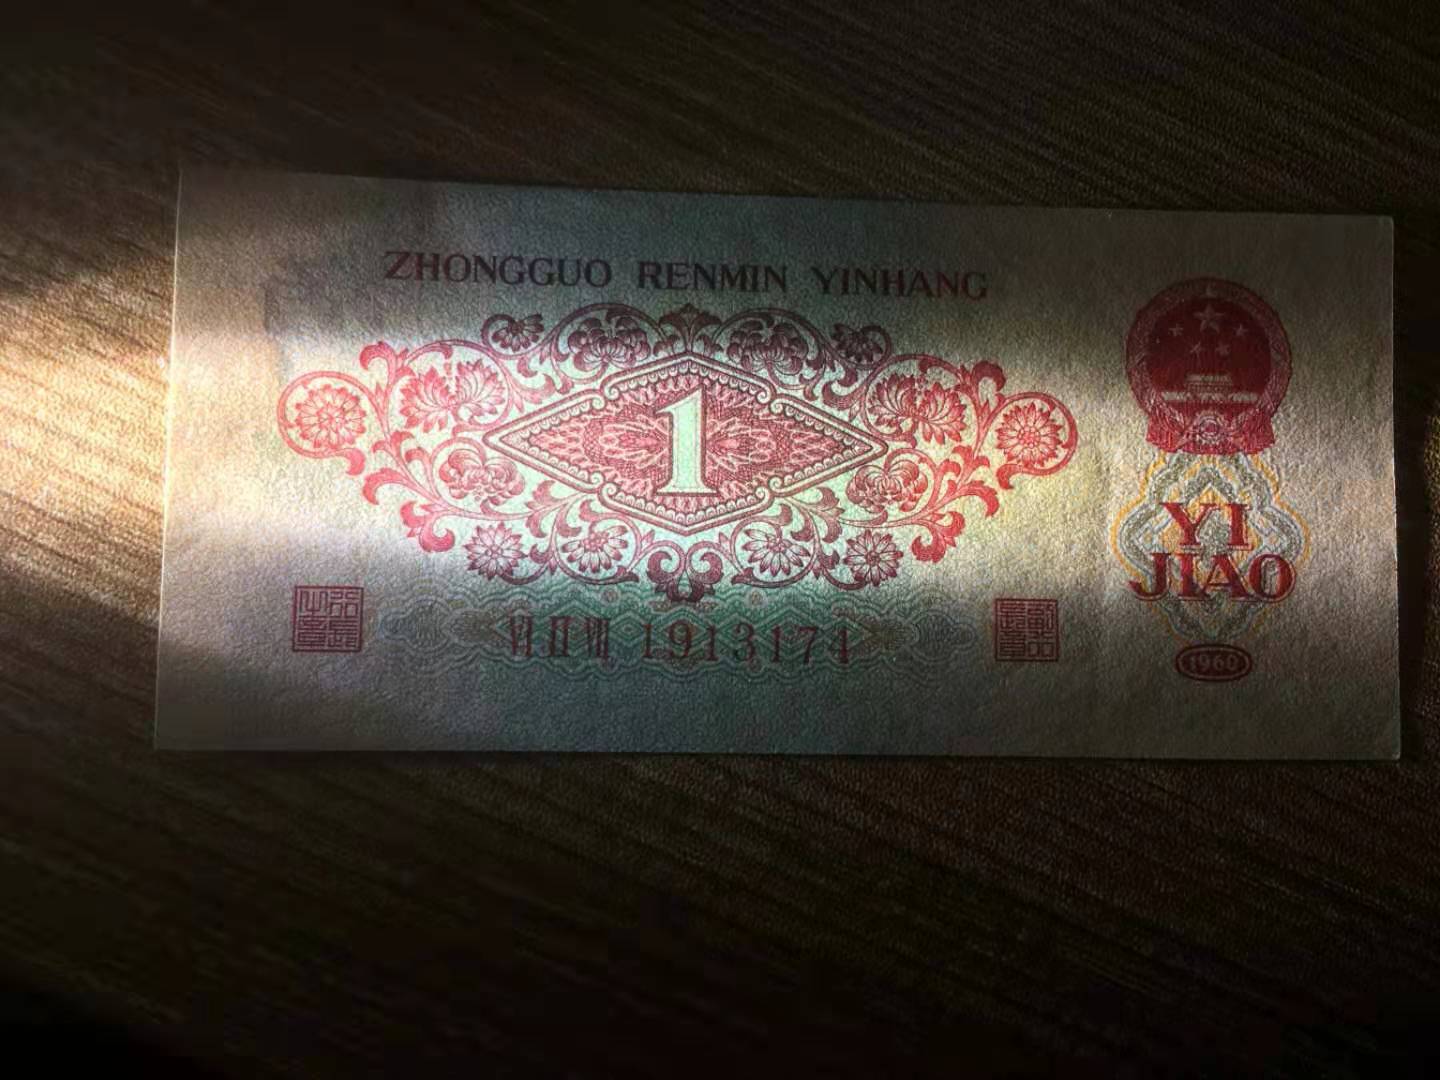 ZHONGGUO RENMIN YINHANG
1
YI
JIAO
1913174
1960